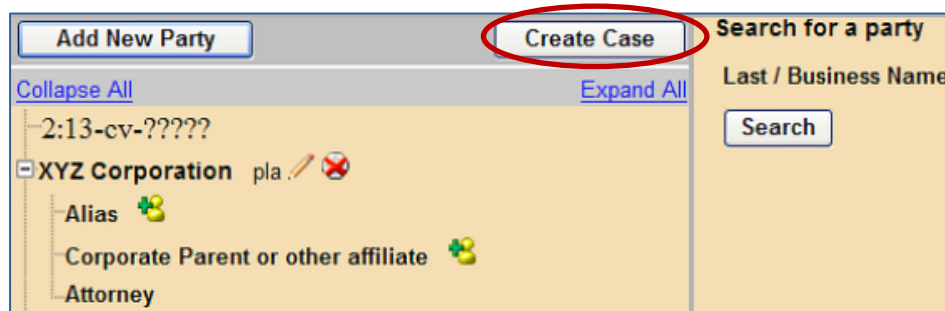 Add New Party
Create Case
Collapse All
Expand All
2:13-cv-?????
XYZ Corporation pla
Alias
Corporate Parent or other affiliate
Attorney
Search for a party
Last / Business Name
Search